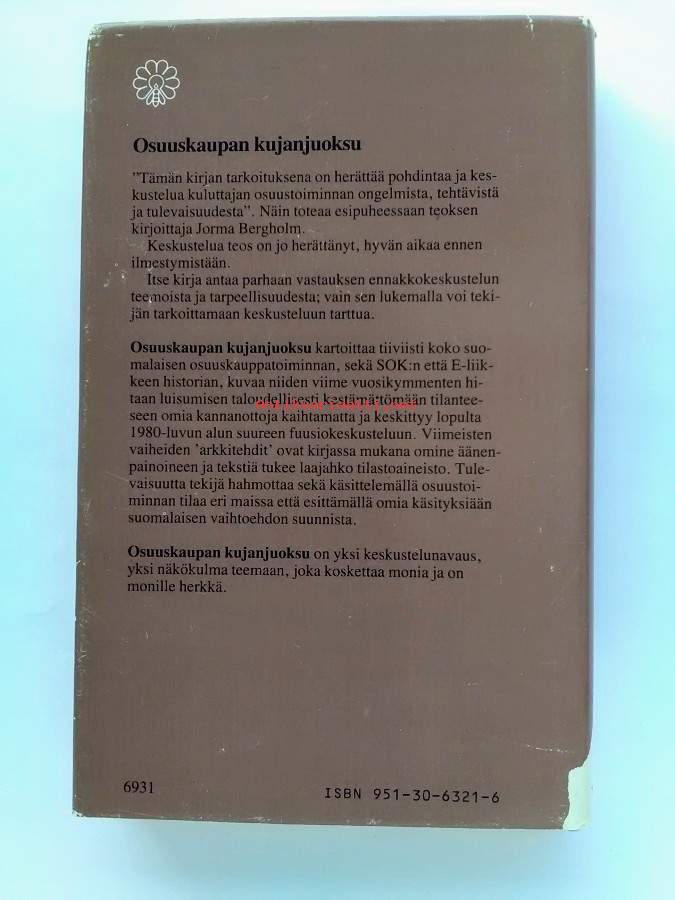 Osuuskaupan kujanjuoksu
"Tämän kirjan tarkoituksena on herättää pohdintaa ja kes-
kustelua kuluttajan osuustoiminnan ongelmista, tehtävistä
ja tulevaisuudesta". Näin toteaa esipuheessaan teoksen
kirjoittaja Jorma Bergholm.
Keskustelua teos on jo herättänyt, hyvän aikaa ennen
ilmestymistään.
Itse kirja antaa parhaan vastauksen ennakkokeskustelun
teemoista ja tarpeellisuudesta; vain sen lukemalla voi teki-
jän tarkoittamaan keskusteluun tarttua.
Osuuskaupan kujanjuoksu kartoittaa tiiviisti koko suo-
malaisen osuuskauppatoiminnan, sekä SOK:n että E-liik-
keen historian, kuvaa niiden viime vuosikymmenten hi-
taan luisumisen taloudellisesti kestämättömään tilantee-
seen omia kannanottoja kaihtamatta ja keskittyy lopulta
1980-luvun alun suureen fuusiokeskusteluun. Viimeisten
vaiheiden 'arkkitehdit' ovat kirjassa mukana omine äänen-
painoineen ja tekstiä tukee laajahko tilastoaineisto. Tule-
vaisuutta tekijä hahmottaa sekä käsittelemällä osuustoi-
minnan tilaa eri maissa että esittämällä omia käsityksiään
suomalaisen vaihtoehdon suunnista.
Osuuskaupan kujanjuoksu on yksi keskustelunavaus,
yksi näkökulma teemaan, joka koskettaa monia ja on
monille herkkä.
6931
ISBN 951-30-6321-6